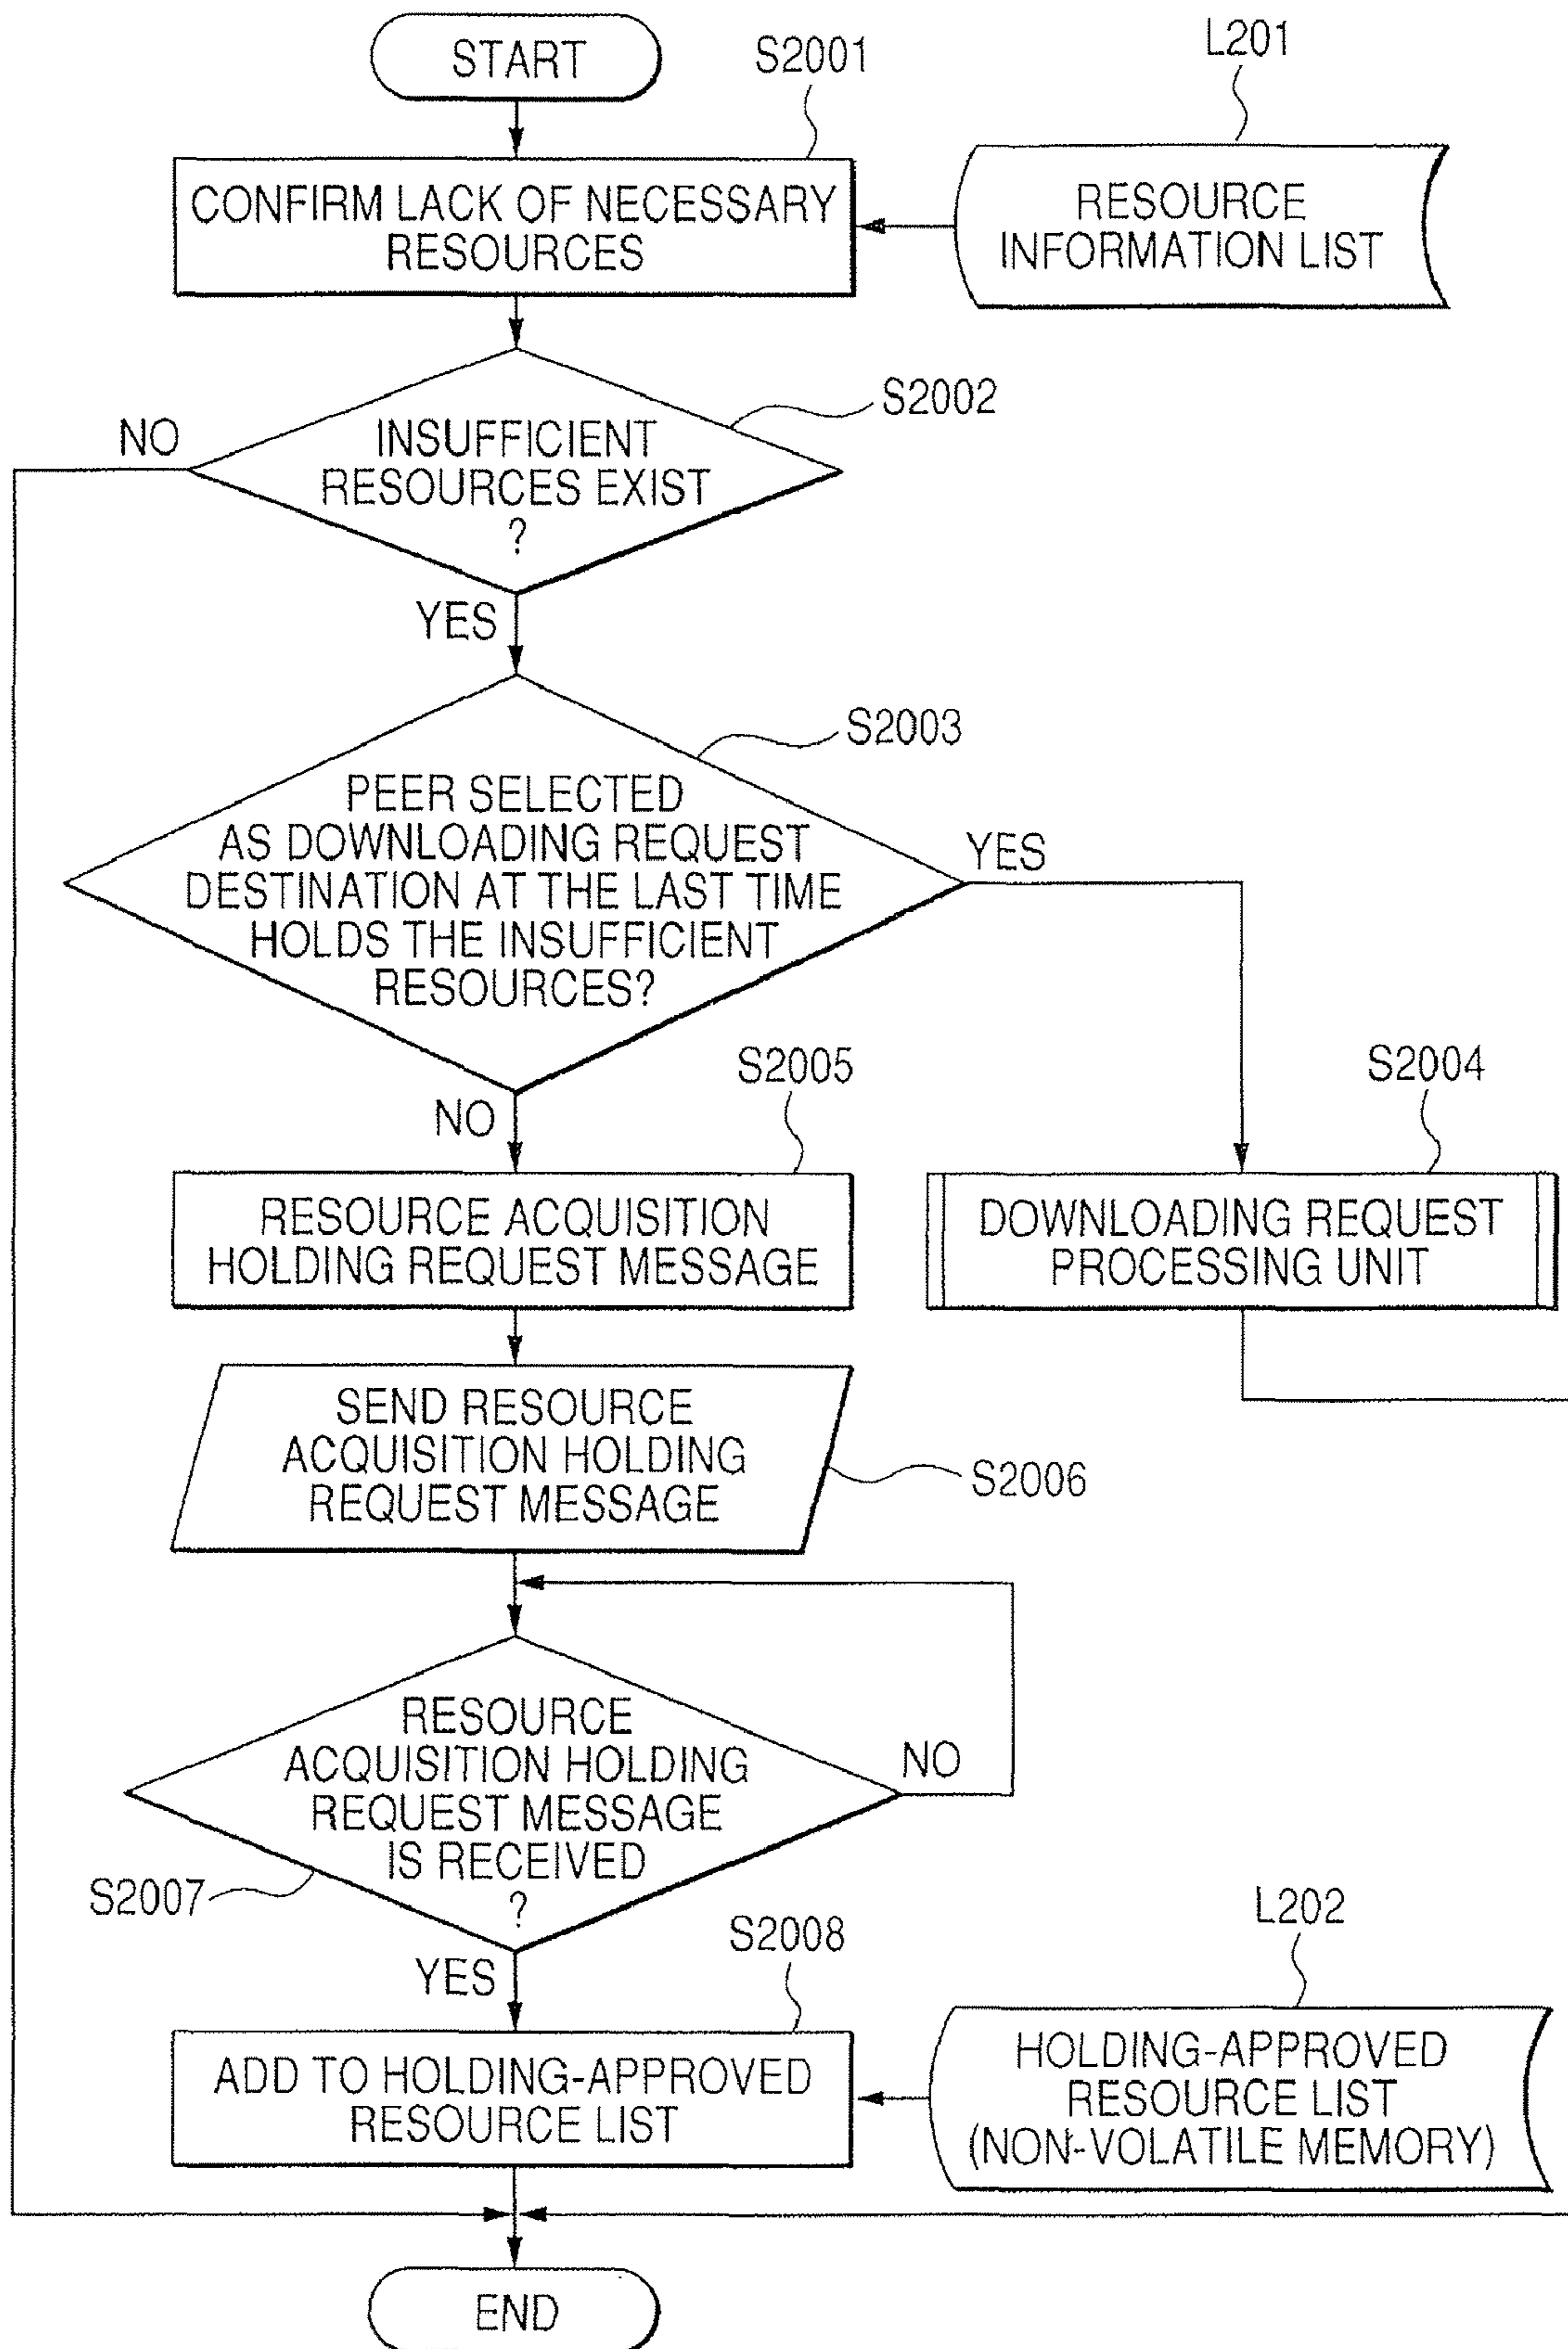 START
S2001
L201
CONFIRM LACK OF NECESSARY
RESOURCES
RESOURCE
INFORMATION LIST
S2002
NO
INSUFFICIENT
RESOURCES EXIST
?
YES
S2003
PEER SELECTED
AS DOWNLOADING REQUEST
DESTINATION AT THE LAST TIME
HOLDS THE INSUFFICIENT
RESOURCES?
YES
NO
S2005
S2004
RESOURCE ACQUISITION
HOLDING REQUEST MESSAGE
DOWNLOADING REQUEST
PROCESSING UNIT
SEND RESOURCE
ACQUISITION HOLDING
REQUEST MESSAGE
S2006
RESOURCE
ACQUISITION HOLDING
REQUEST MESSAGE
IS RECEIVED
?
NO
S2007
YES
S2008
L202
ADD TO HOLDING-APPROVED
RESOURCE LIST
HOLDING-APPROVED
RESOURCE LIST
(NON-VOLATILE MEMORY)
END